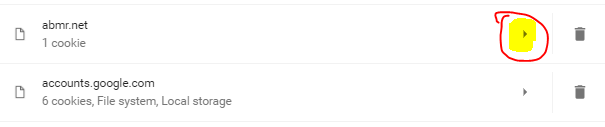 abmr.net
1 cookie
accounts.google.com
6 cookies, File system, Local storage